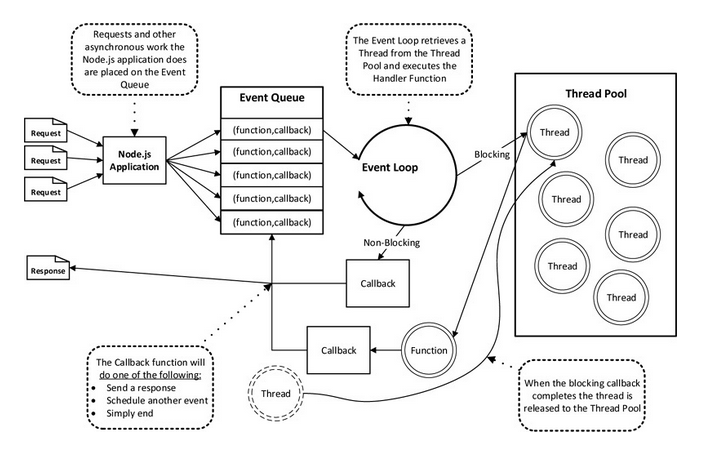 Requests and other
asynchronous work the
Node.js application does
are placed on the Event
Queue
The Event Loop retrieves a
Thread from the Thread
Pool and executes the
Handler Function
Event Queue
Thread Pool
Request
Request
Request
Node.js
Application
(function,callback)
(function,callback)
(function,callback)
(function,callback)
(function,callback)
Event Loop
Blocking
Non-Blocking
Thread
Thread
Thread
Thread
Thread
Thread
Response
Callback
Callback
Function
Thread
The Callback function will
do one of the following:
• Send a response
• Schedule another event
• Simply end
When the blocking callback
completes the thread is
released to the Thread Pool